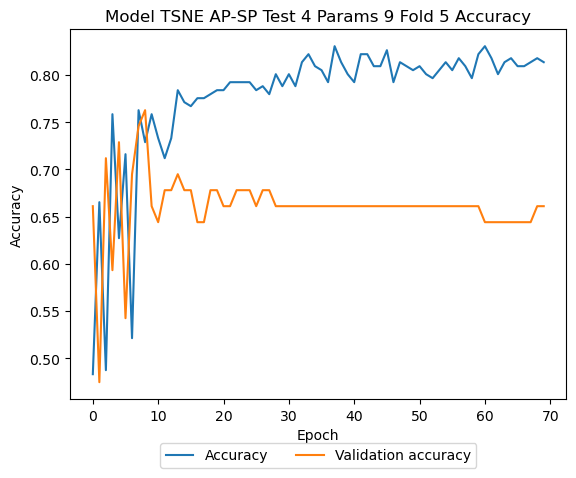 Model TSNE AP-SP Test 4 Params 9 Fold 5 Accuracy
0.80
0.75
0.70
0.65
0.60
0.55
0.50
Accuracy
0 10 20 30 40 50 60 70
Epoch
Accuracy Validation accuracy